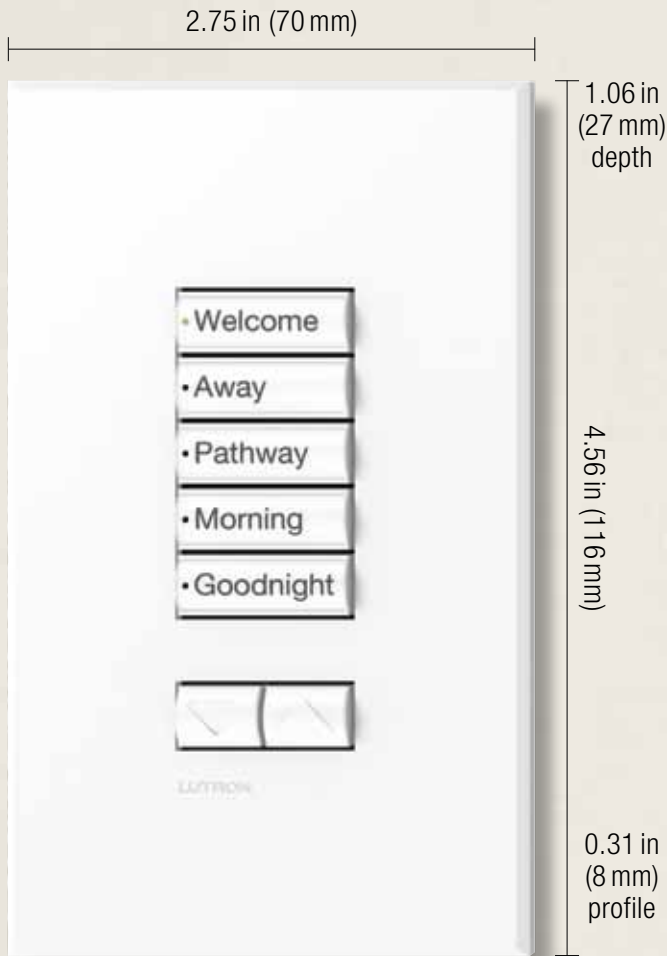 2.75 in (70 mm)
1.06 in
(27 mm)
depth
Welcome
Away
Pathway
Morning
Goodnight
4.56 in (116 mm)
LUTRON
0.31 in
(8 mm)
profile